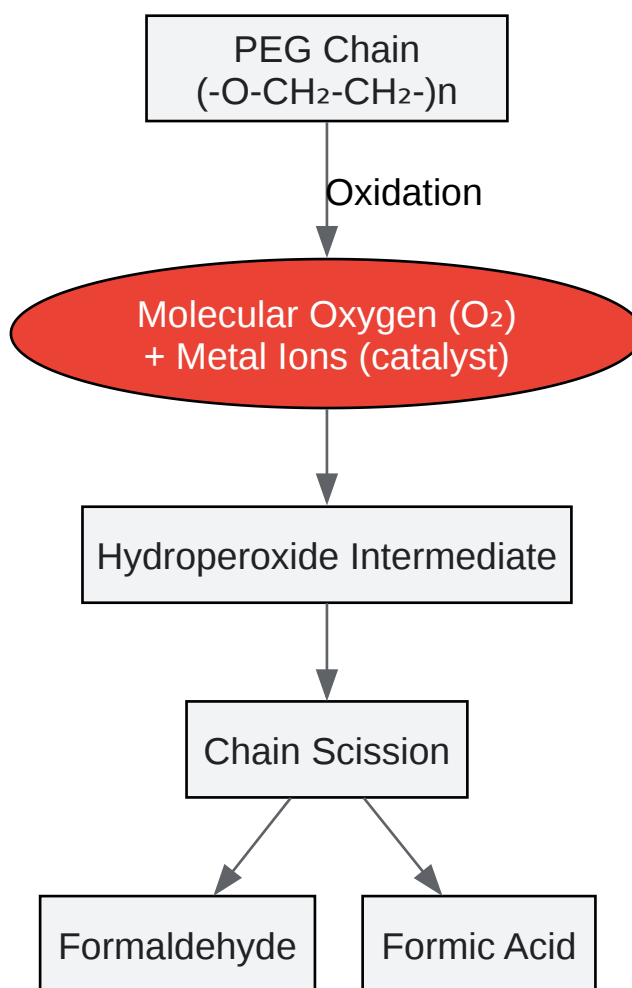 PEG Chain
(-O-CH₂-CH₂-)n
Oxidation
Molecular Oxygen (O₂)
+ Metal Ions (catalyst)
Hydroperoxide Intermediate
Chain Scission
Formaldehyde
Formic Acid